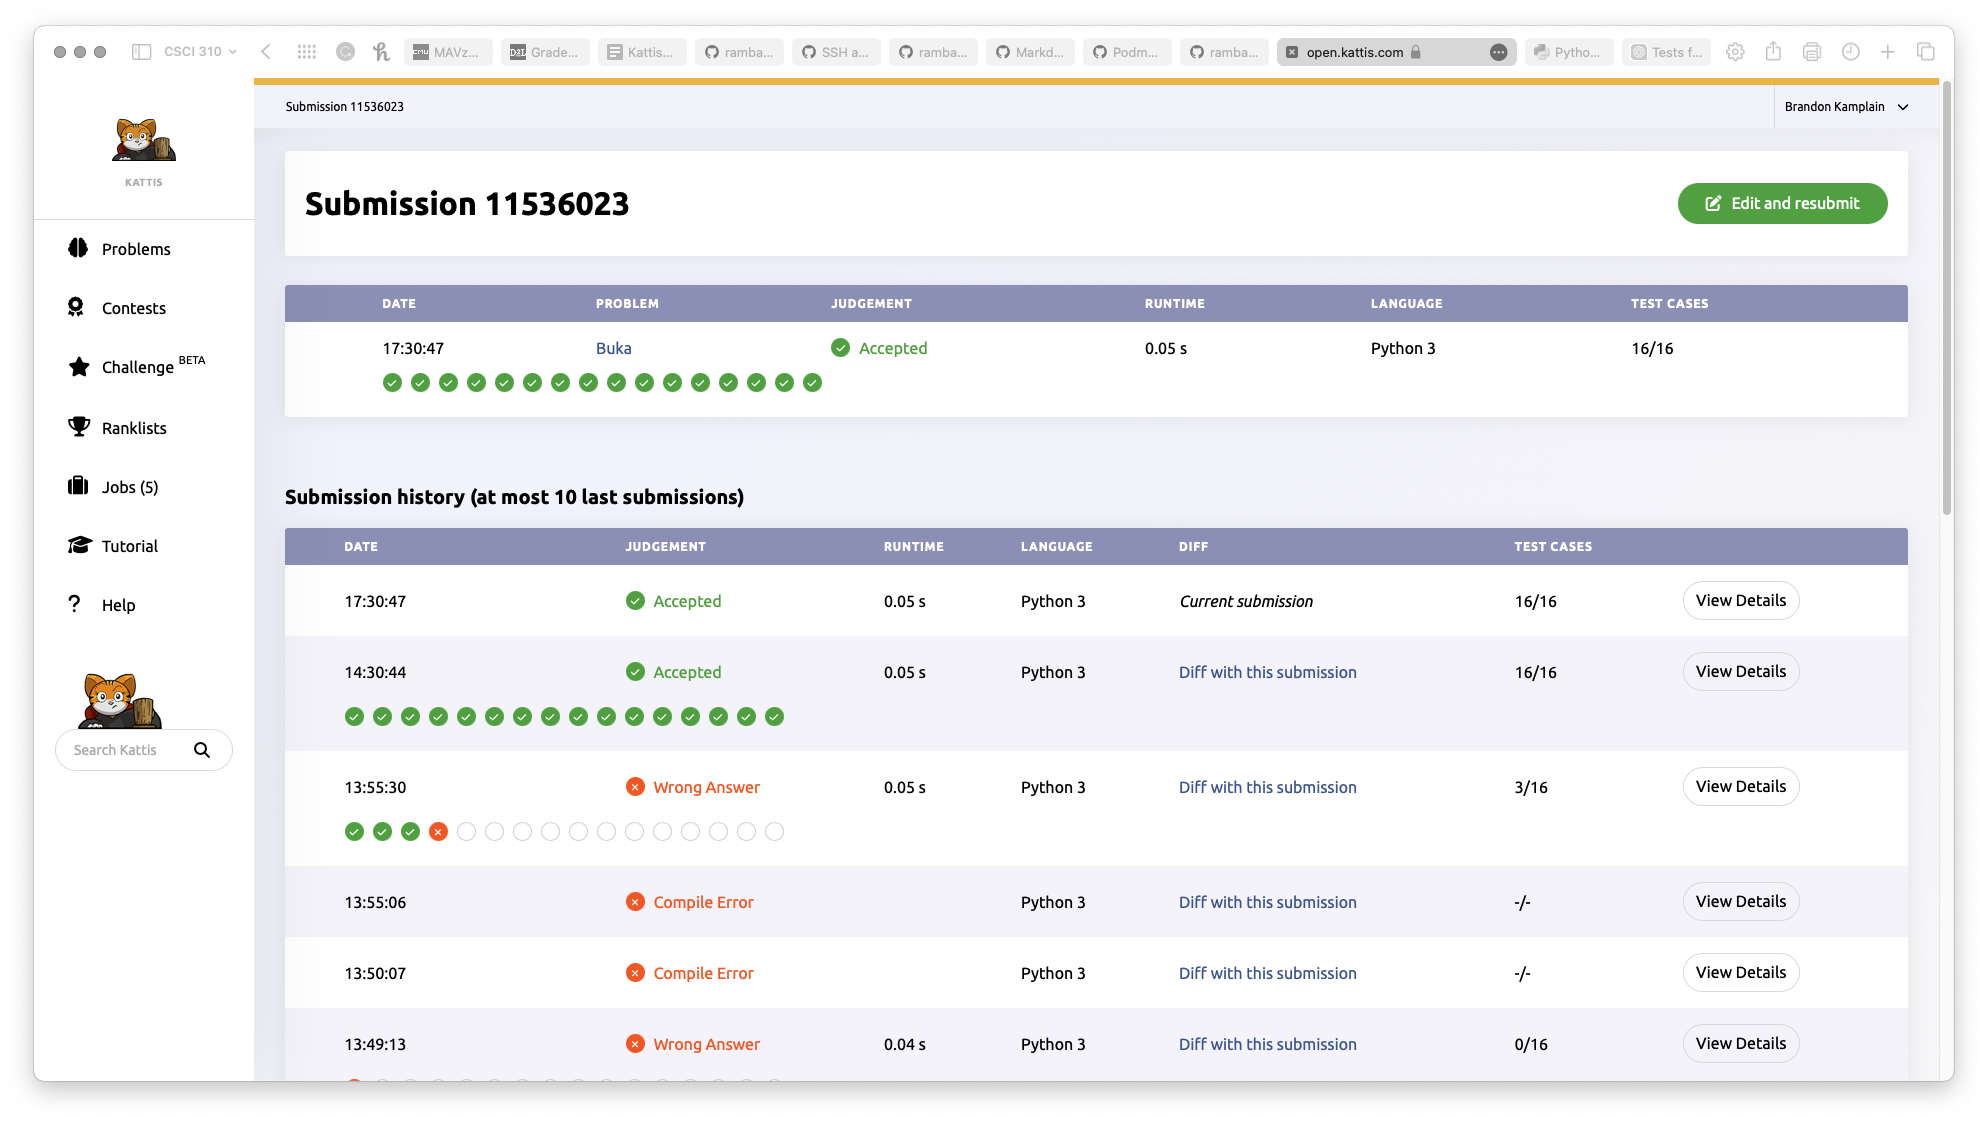 CSCI 310
MAVz...
Grade...
Kattis...
ramba...
SSH a...
ramba...
Markd...
Podm...
ramba...
open.kattis.com
Pytho...
Tests f...
Submission 11536023
Brandon Kamplain
KATTIS
Problems
Contests
Challenge BETA
Ranklists
Jobs (5)
Tutorial
Help
Search Kattis
Submission 11536023
Edit and resubmit
DATE PROBLEM JUDGEMENT RUNTIME LANGUAGE TEST CASES
17:30:47 Buka Accepted 0.05 s Python 3 16/16
Submission history (at most 10 last submissions)
DATE JUDGEMENT RUNTIME LANGUAGE DIFF TEST CASES
17:30:47 Accepted 0.05 s Python 3 Current submission 16/16 View Details
14:30:44 Accepted 0.05 s Python 3 Diff with this submission 16/16 View Details
13:55:30 Wrong Answer 0.05 s Python 3 Diff with this submission 3/16 View Details
13:55:06 Compile Error Python 3 Diff with this submission -/- View Details
13:50:07 Compile Error Python 3 Diff with this submission -/- View Details
13:49:13 Wrong Answer 0.04 s Python 3 Diff with this submission 0/16 View Details